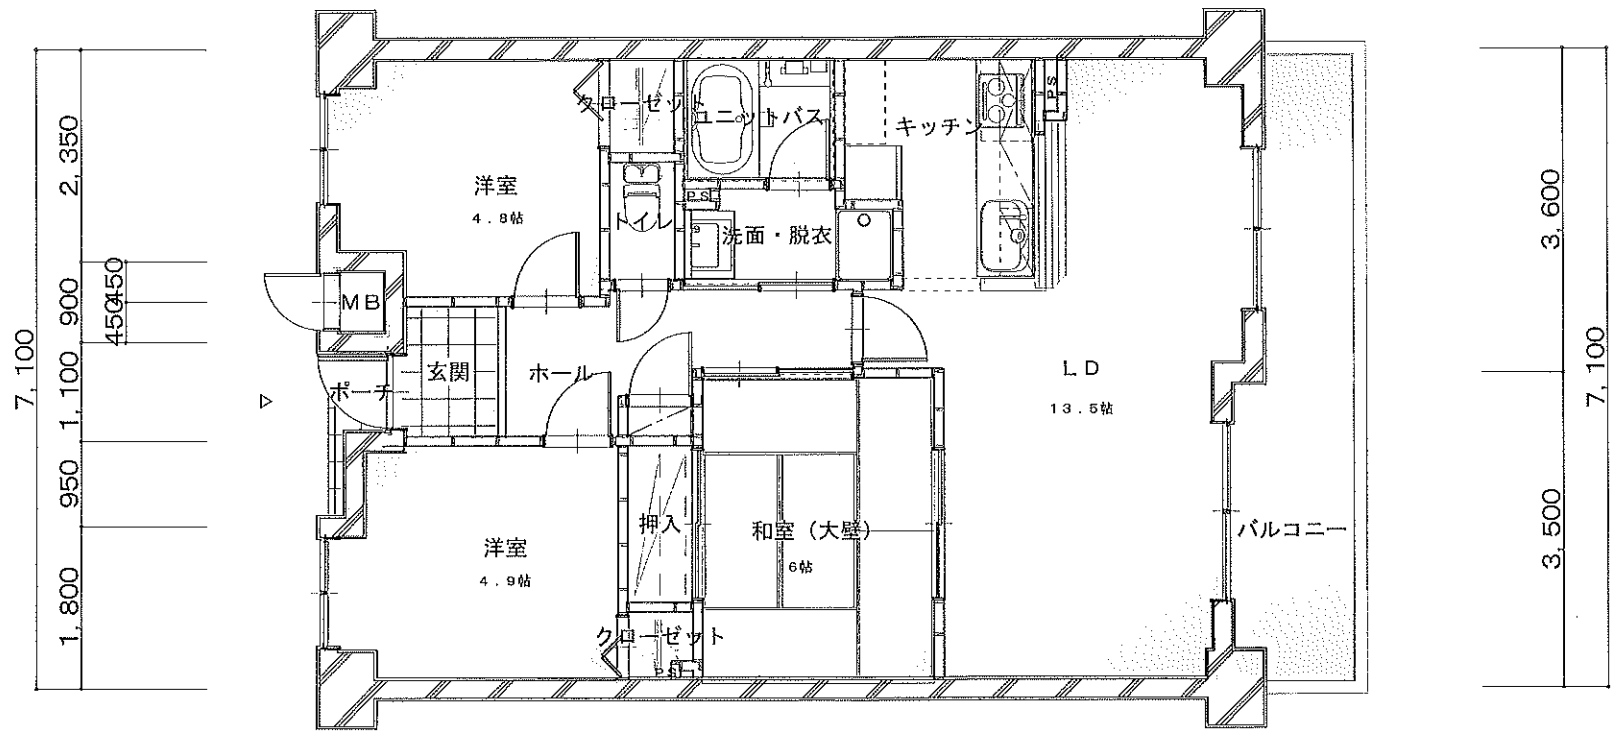 クローゼット
ユニットバス
キッチン
PS
洋室
4.8帖
PS
トイレ
洗面・脱衣
MB
ポーチ
玄関
ホール
LD
13.5帖
洋室
4.9帖
押入
和室（大壁）
6帖
バルコニー
クローゼット
PS
7,100
2,350
900
450
450
1,100
950
1,800
3,600
3,500
7,100